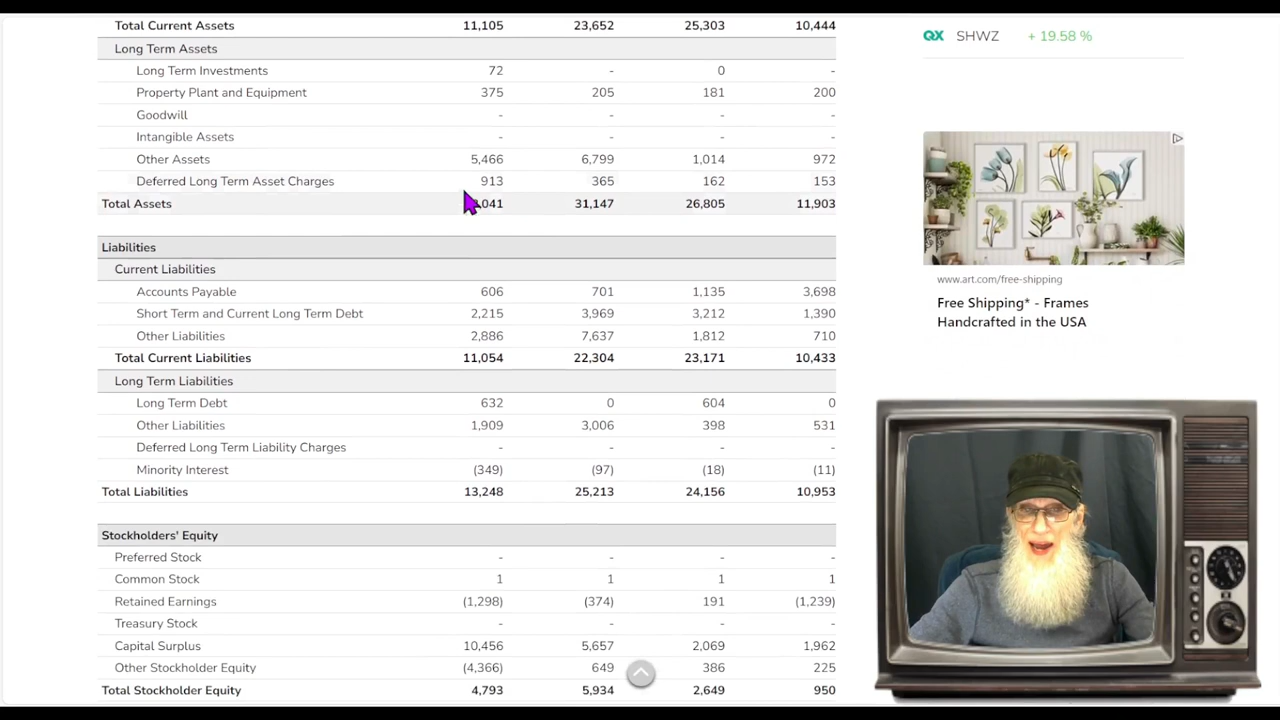 Total Current Assets 11,105 23,652 25,303 10,444
Long Term Assets
Long Term Investments 72 - 0 -
Property Plant and Equipment 375 205 181 200
Goodwill - - - -
Intangible Assets - - - -
Other Assets 5,466 6,799 1,014 972
Deferred Long Term Asset Charges 913 365 162 153
Total Assets 041 31,147 26,805 11,903
Liabilities
Current Liabilities
Accounts Payable 606 701 1,135 3,698
Short Term and Current Long Term Debt 2,215 3,969 3,212 1,390
Other Liabilities 2,886 7,637 1,812 710
Total Current Liabilities 11,054 22,304 23,171 10,433
Long Term Liabilities
Long Term Debt 632 0 604 0
Other Liabilities 1,909 3,006 398 531
Deferred Long Term Liability Charges - - - -
Minority Interest (349) (97) (18) (11)
Total Liabilities 13,248 25,213 24,156 10,953
Stockholders' Equity
Preferred Stock - - - -
Common Stock 1 1 1 1
Retained Earnings (1,298) (374) 191 (1,239)
Treasury Stock - - - -
Capital Surplus 10,456 5,657 2,069 1,962
Other Stockholder Equity (4,366) 649 386 225
Total Stockholder Equity 4,793 5,934 2,649 950
QX SHWZ + 19.58 %
www.art.com/free-shipping
Free Shipping* - Frames
Handcrafted in the USA